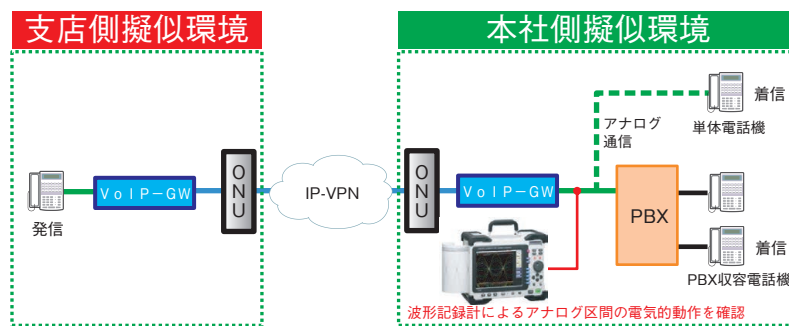 支店側擬似環境
本社側擬似環境
着信
単体電話機
アナログ
通信
ONU
ONU
VoIP-GW
IP-VPN
VoIP-GW
発信
PBX
着信
PBX収容電話機
波形記録計によるアナログ区間の電気的動作を確認